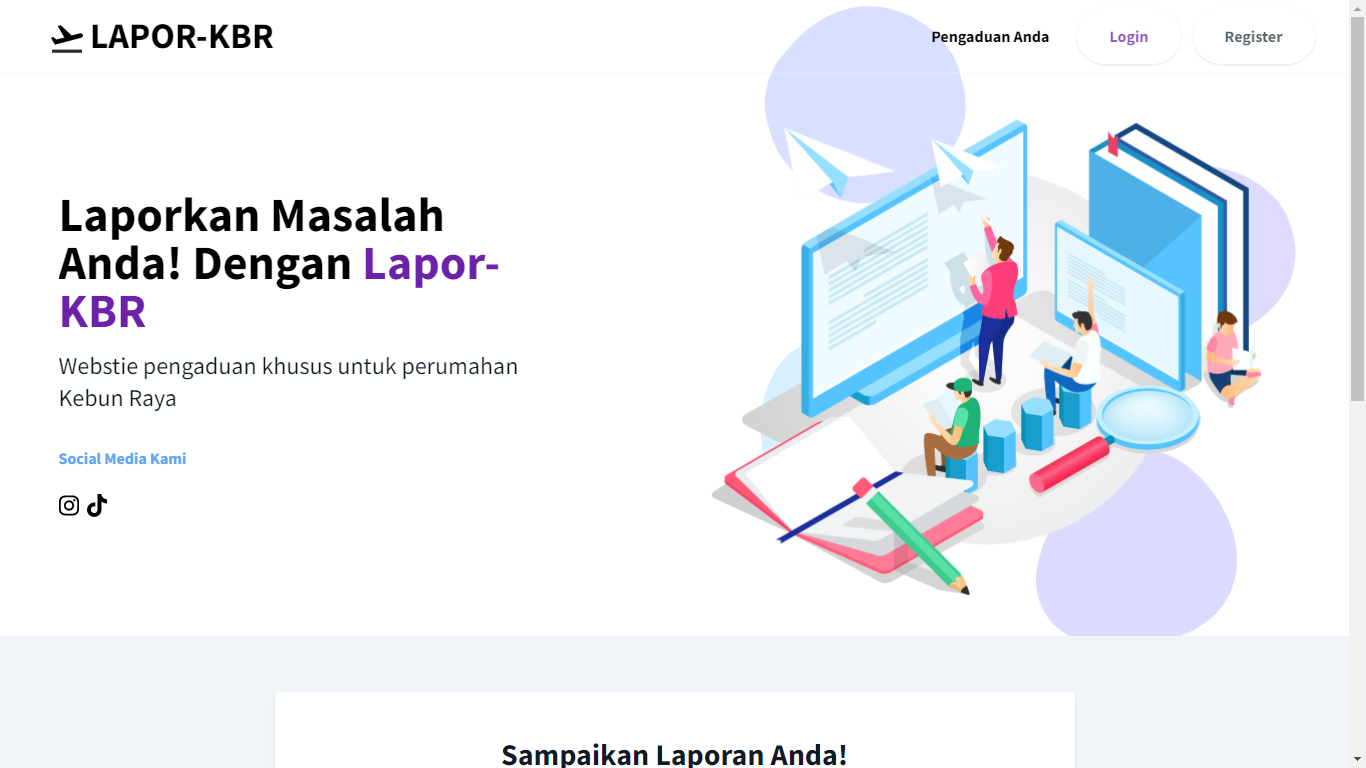 LAPOR-KBR
Pengaduan Anda
Login
Register
Laporkan Masalah
Anda! Dengan Lapor-
KBR
Webstie pengaduan khusus untuk perumahan
Kebun Raya
Social Media Kami
Sampaikan Laporan Anda!